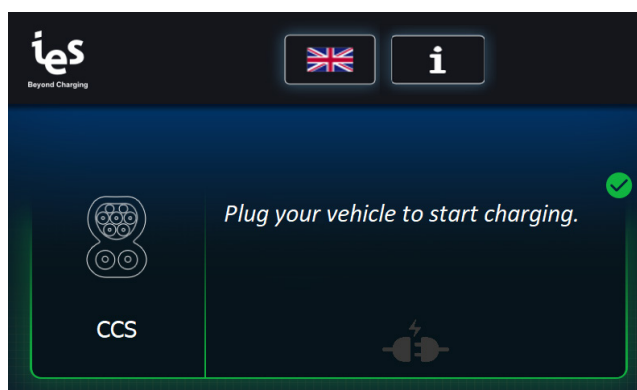 ies
Beyond Charging
i
Plug your vehicle to start charging.
CCS